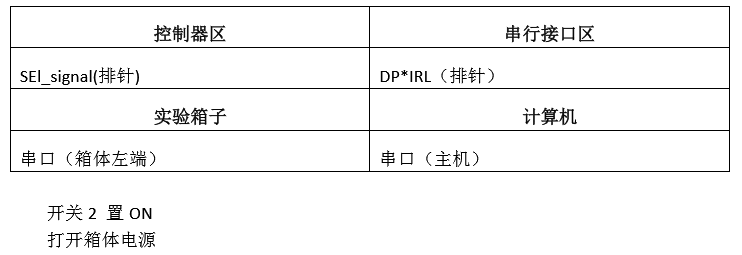 控制器区 串行接口区
SEl_signal(排针) DP*IRL（排针）
实验箱子 计算机
串口（箱体左端） 串口（主机）
开关 2 置 ON
打开箱体电源